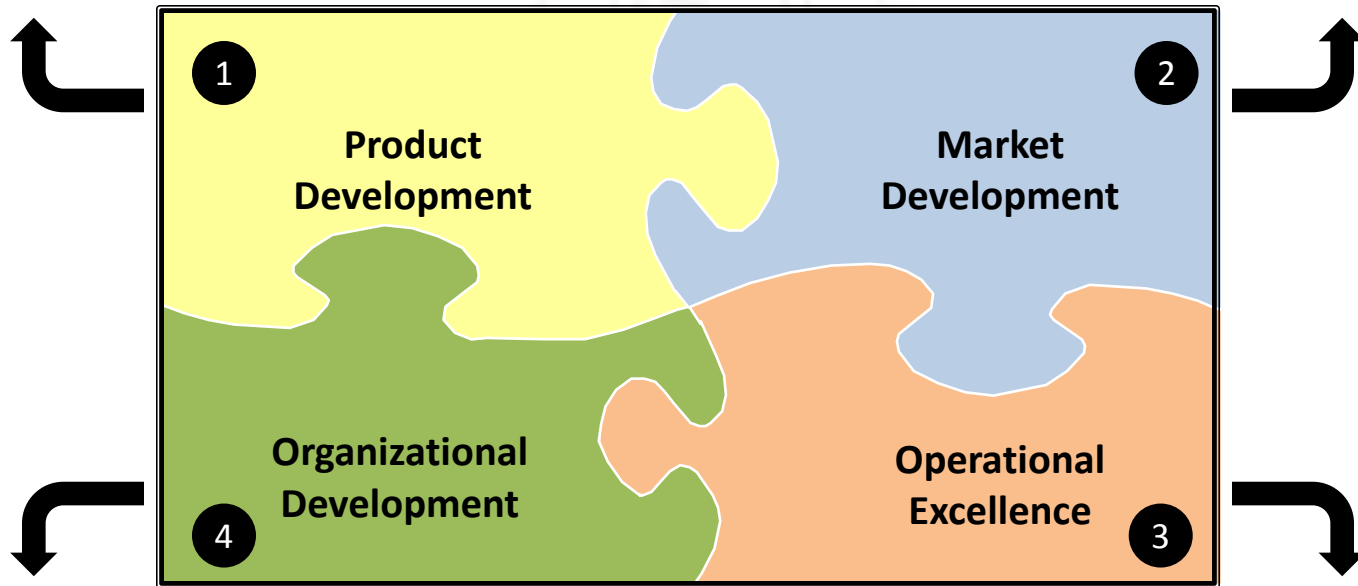 1
Product
Development
2
Market
Development
Organizational
Development
4
Operational
Excellence
3